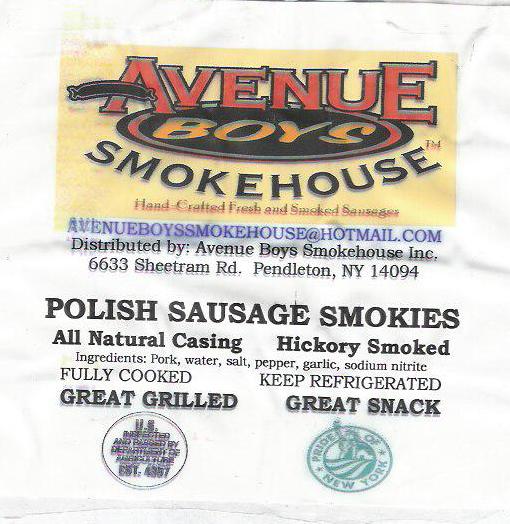 AVENUE
BOYS
SMOKEHOUSE™
Hand-Crafted Fresh and Smoked Sausages
AVENUEBOYSSMOKEHOUSE@HOTMAIL.COM
Distributed by: Avenue Boys Smokehouse Inc.
6633 Sheetram Rd. Pendleton, NY 14094
POLISH SAUSAGE SMOKIES
All Natural Casing Hickory Smoked
Ingredients: Pork, water, salt, pepper, garlic, sodium nitrite
FULLY COOKED KEEP REFRIGERATED
GREAT GRILLED GREAT SNACK
U.S.
INSPECTED
AND PASSED BY
DEPARTMENT OF
AGRICULTURE
EST. 4397
PRIDE OF
NEW YORK